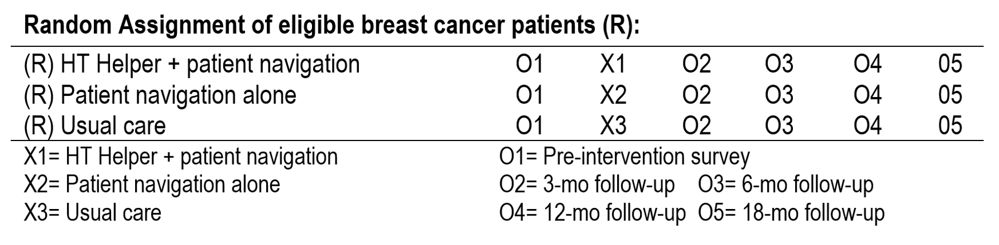 Random Assignment of eligible breast cancer patients (R):
(R) HT Helper + patient navigation O1 X1 O2 O3 O4 05
(R) Patient navigation alone O1 X2 O2 O3 O4 05
(R) Usual care O1 X3 O2 O3 O4 05
X1= HT Helper + patient navigation O1= Pre-intervention survey
X2= Patient navigation alone O2= 3-mo follow-up O3= 6-mo follow-up
X3= Usual care O4= 12-mo follow-up O5= 18-mo follow-up